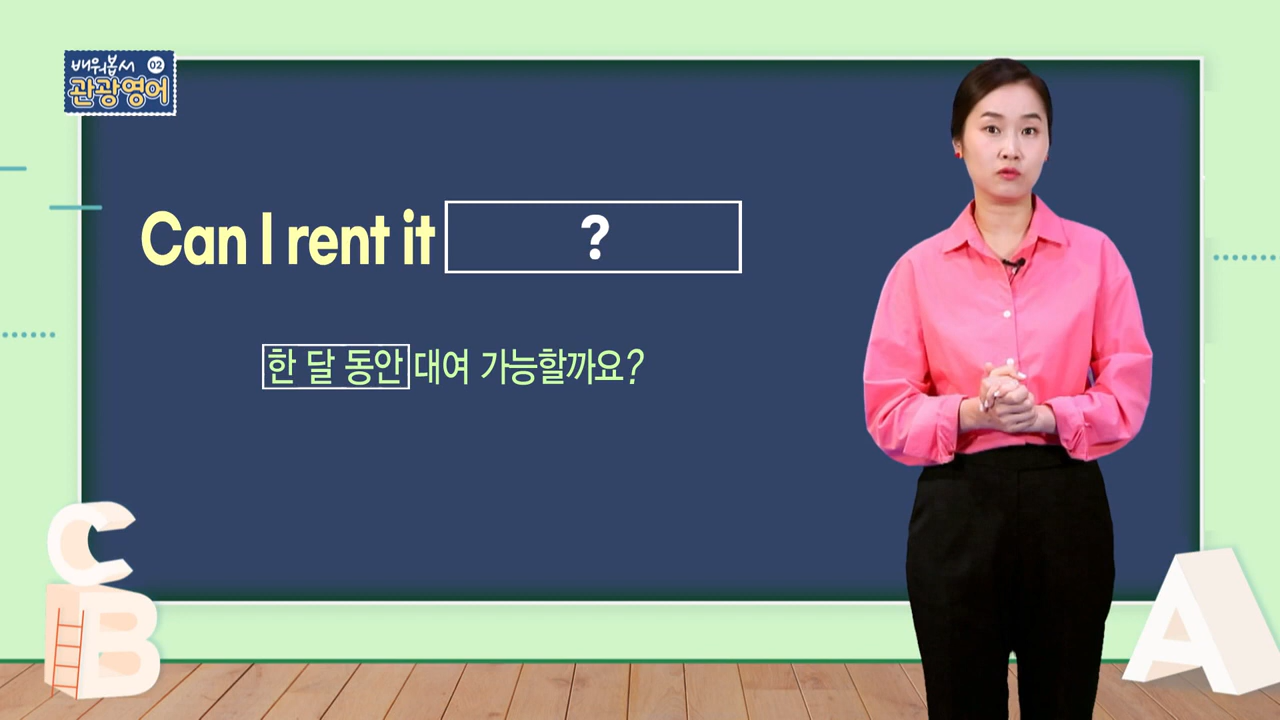 배워봅서 02
관광영어
Can I rent it ?
한 달 동안 대여 가능할까요?
C
B
A